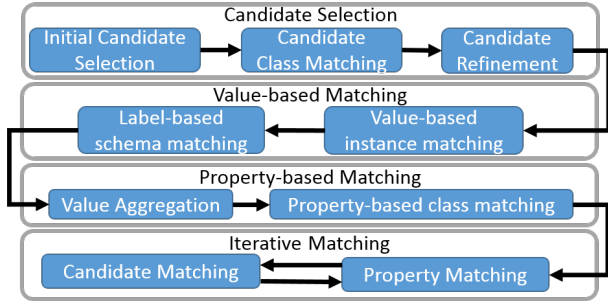 Candidate Selection
Initial Candidate
Selection
Candidate
Class Matching
Candidate
Refinement
Value-based Matching
Label-based
schema matching
Value-based
instance matching
Property-based Matching
Value Aggregation
Property-based class matching
Iterative Matching
Candidate Matching
Property Matching